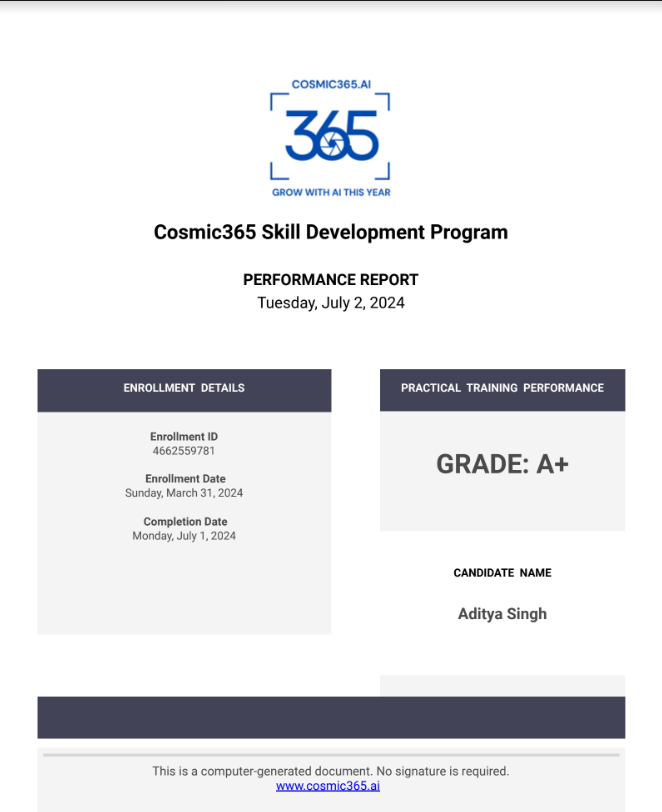 COSMIC365.AI
365
GROW WITH AI THIS YEAR
Cosmic365 Skill Development Program
PERFORMANCE REPORT
Tuesday, July 2, 2024
ENROLLMENT DETAILS
Enrollment ID
4662559781
Enrollment Date
Sunday, March 31, 2024
Completion Date
Monday, July 1, 2024
PRACTICAL TRAINING PERFORMANCE
GRADE: A+
CANDIDATE NAME
Aditya Singh
This is a computer-generated document. No signature is required.
www.cosmic365.ai